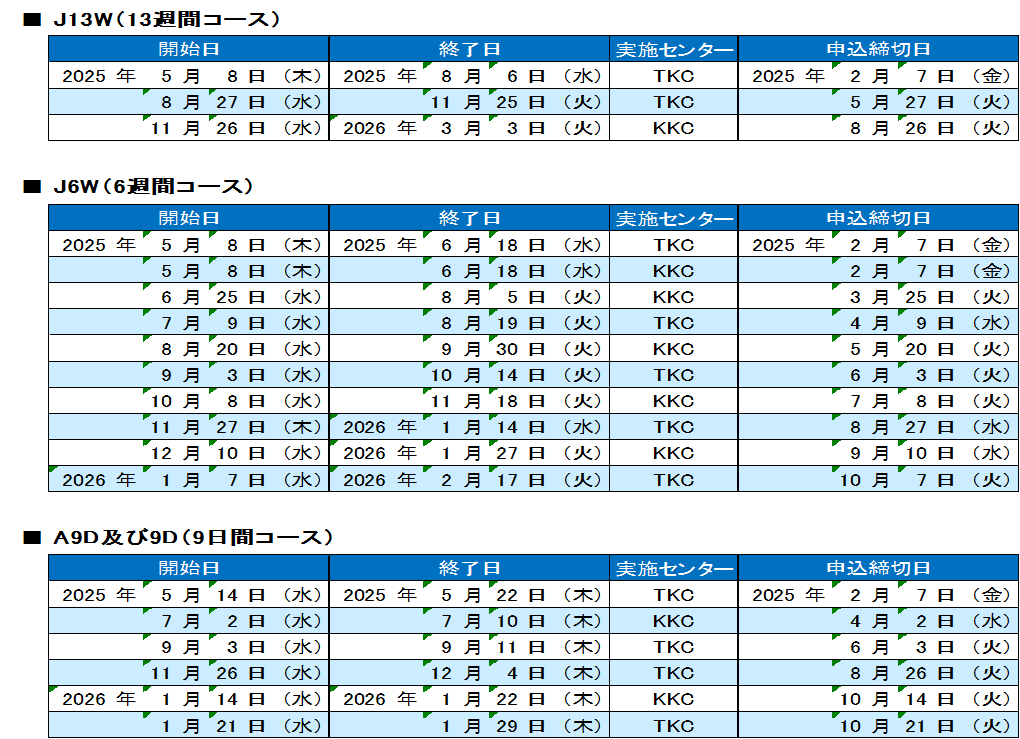 ■ J13W（13週間コース）
開始日 終了日 実施センター 申込締切日
2025 年 5 月 8 日 （木） 2025 年 8 月 6 日 （水） TKC 2025 年 2 月 7 日 （金）
8 月 27 日 （水） 11 月 25 日 （火） TKC 5 月 27 日 （火）
11 月 26 日 （水） 2026 年 3 月 3 日 （火） KKC 8 月 26 日 （火）
■ J6W（6週間コース）
開始日 終了日 実施センター 申込締切日
2025 年 5 月 8 日 （木） 2025 年 6 月 18 日 （水） TKC 2025 年 2 月 7 日 （金）
5 月 8 日 （木） 6 月 18 日 （水） KKC 2 月 7 日 （金）
6 月 25 日 （水） 8 月 5 日 （火） KKC 3 月 25 日 （火）
7 月 9 日 （水） 8 月 19 日 （火） TKC 4 月 9 日 （水）
8 月 20 日 （水） 9 月 30 日 （火） KKC 5 月 20 日 （火）
9 月 3 日 （水） 10 月 14 日 （火） TKC 6 月 3 日 （火）
10 月 8 日 （水） 11 月 18 日 （火） KKC 7 月 8 日 （火）
11 月 27 日 （木） 2026 年 1 月 14 日 （水） TKC 8 月 27 日 （水）
12 月 10 日 （水） 2026 年 1 月 27 日 （火） KKC 9 月 10 日 （水）
2026 年 1 月 7 日 （水） 2026 年 2 月 17 日 （火） TKC 10 月 7 日 （火）
■ A9D及び9D（9日間コース）
開始日 終了日 実施センター 申込締切日
2025 年 5 月 14 日 （水） 2025 年 5 月 22 日 （木） TKC 2025 年 2 月 7 日 （金）
7 月 2 日 （水） 7 月 10 日 （木） KKC 4 月 2 日 （水）
9 月 3 日 （水） 9 月 11 日 （木） TKC 6 月 3 日 （火）
11 月 26 日 （水） 12 月 4 日 （木） TKC 8 月 26 日 （火）
2026 年 1 月 14 日 （水） 2026 年 1 月 22 日 （木） KKC 10 月 14 日 （火）
1 月 21 日 （水） 1 月 29 日 （木） TKC 10 月 21 日 （火）